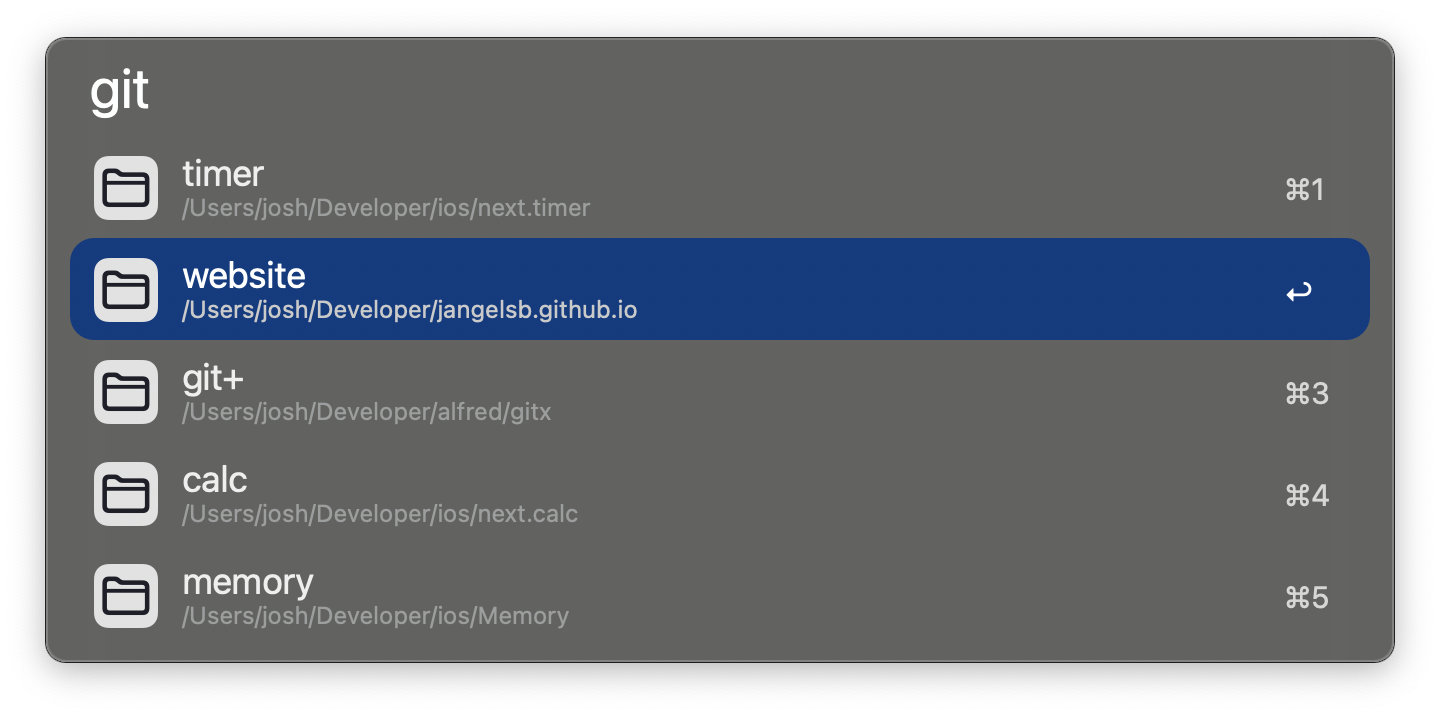 git
timer
/Users/josh/Developer/ios/next.timer
⌘1
website
/Users/josh/Developer/jangelsb.github.io
↩
git+
/Users/josh/Developer/alfred/gitx
⌘3
calc
/Users/josh/Developer/ios/next.calc
⌘4
memory
/Users/josh/Developer/ios/Memory
⌘5